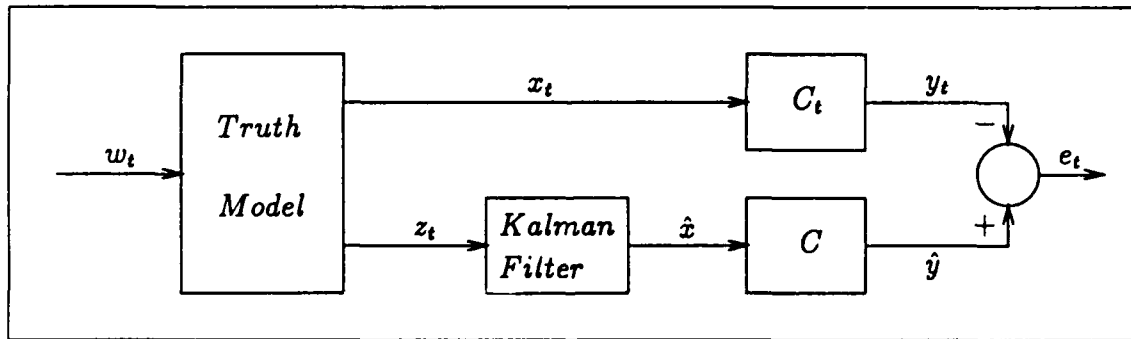 w_t
Truth
Model
x_t
C_t
y_t
−
e_t
z_t
Kalman
Filter
x̂
C
ŷ
+